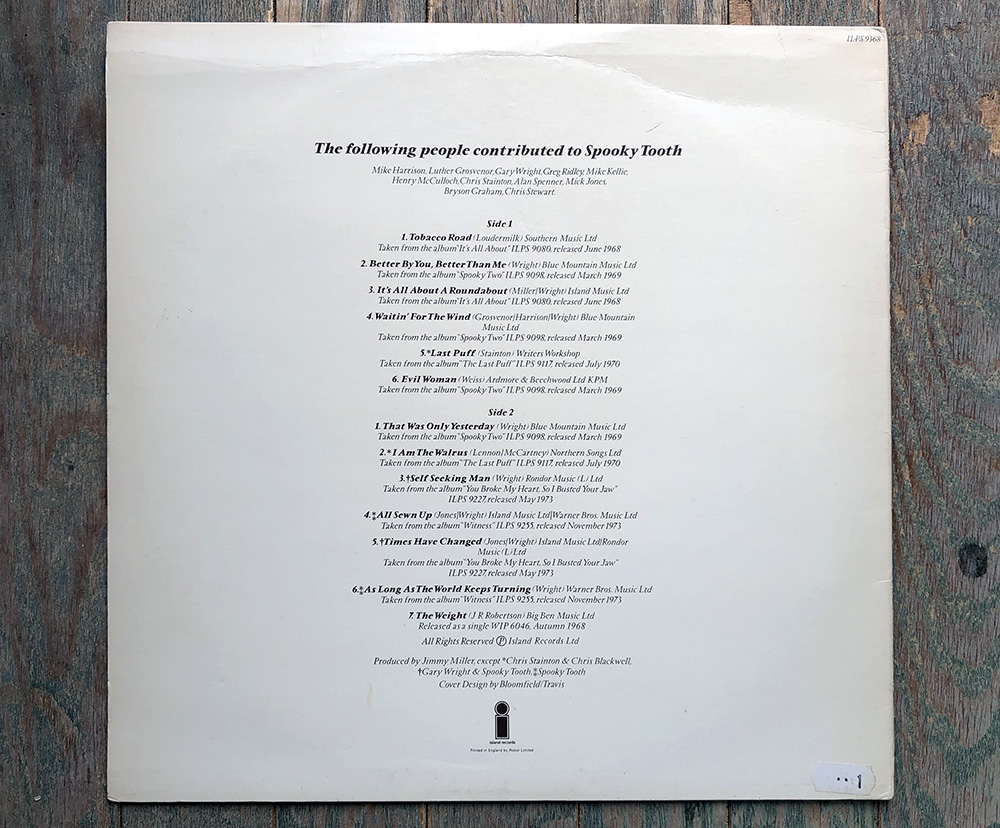 ILPS 9368
The following people contributed to Spooky Tooth
Mike Harrison, Luther Grosvenor, Gary Wright, Greg Ridley, Mike Kellie,
Henry McCulloch, Chris Stainton, Alan Spenner, Mick Jones,
Bryson Graham, Chris Stewart.
Side 1
1. Tobacco Road (Loudermilk) Southern Music Ltd
Taken from the album "It's All About" ILPS 9080, released June 1968
2. Better By You, Better Than Me (Wright) Blue Mountain Music Ltd
Taken from the album "Spooky Two" ILPS 9098, released March 1969
3. It's All About A Roundabout (Miller/Wright) Island Music Ltd
Taken from the album "It's All About" ILPS 9080, released June 1968
4. Waitin' For The Wind (Grosvenor/Harrison/Wright) Blue Mountain
Music Ltd
Taken from the album "Spooky Two" ILPS 9098, released March 1969
5.*Last Puff (Stainton) Writers Workshop
Taken from the album "The Last Puff" ILPS 9117, released July 1970
6. Evil Woman (Weiss) Ardmore & Beechwood Ltd KPM
Taken from the album "Spooky Two" ILPS 9098, released March 1969
Side 2
1. That Was Only Yesterday (Wright) Blue Mountain Music Ltd
Taken from the album "Spooky Two" ILPS 9098, released March 1969
2.*I Am The Walrus (Lennon/McCartney) Northern Songs Ltd
Taken from the album "The Last Puff" ILPS 9117, released July 1970
3.†Self Seeking Man (Wright) Rondor Music (L) Ltd
Taken from the album "You Broke My Heart, So I Busted Your Jaw"
ILPS 9227, released May 1973
4.‡All Sewn Up (Jones/Wright) Island Music Ltd/Warner Bros. Music Ltd
Taken from the album "Witness" ILPS 9255, released November 1973
5.†Times Have Changed (Jones/Wright) Island Music Ltd/Rondor
Music (L) Ltd
Taken from the album "You Broke My Heart, So I Busted Your Jaw"
ILPS 9227, released May 1973
6.‡As Long As The World Keeps Turning (Wright) Warner Bros. Music Ltd
Taken from the album "Witness" ILPS 9255, released November 1973
7. The Weight (J R Robertson) Big Ben Music Ltd
Released as a single WIP 6046, Autumn 1968
All Rights Reserved ℗ Island Records Ltd
Produced by Jimmy Miller, except *Chris Stainton & Chris Blackwell,
†Gary Wright & Spooky Tooth, ‡Spooky Tooth
Cover Design by Bloomfield/Travis
island records
Printed in England by Robor Limited
1